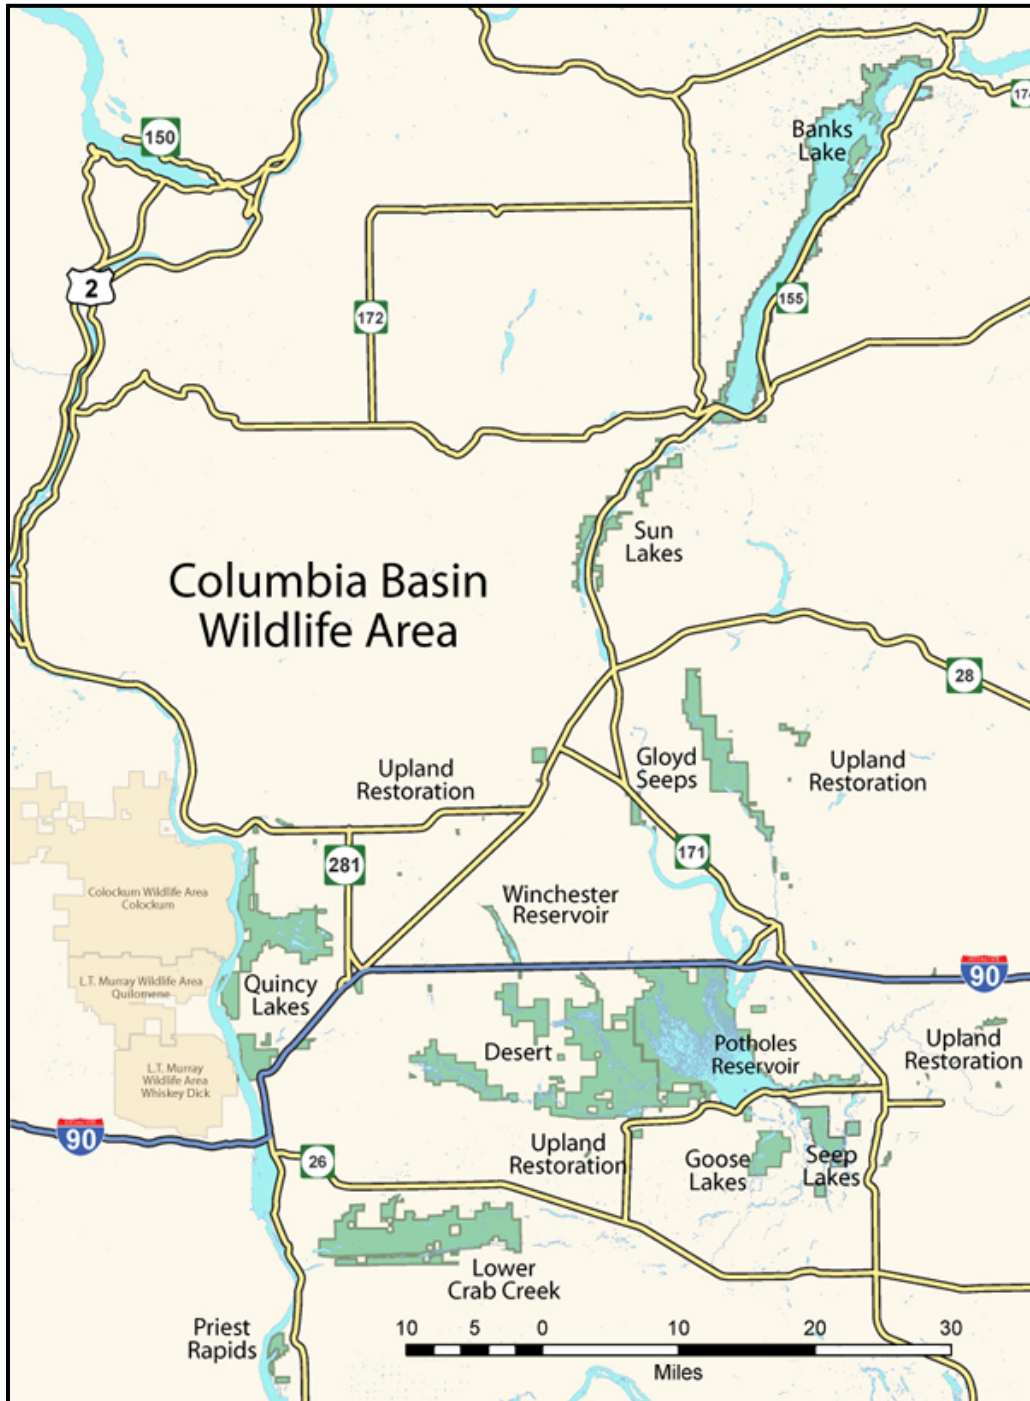 150
174
Banks
Lake
2
155
172
Sun
Lakes
Columbia Basin
Wildlife Area
28
Upland
Restoration
Gloyd
Seeps
Upland
Restoration
281
171
Colockum Wildlife Area
Colockum
Winchester
Reservoir
L.T. Murray Wildlife Area
Quilomene
Quincy
Lakes
90
Desert
Potholes
Reservoir
Upland
Restoration
L.T. Murray
Wildlife Area
Whiskey Dick
90
26
Upland
Restoration
Goose
Lakes
Seep
Lakes
Lower
Crab Creek
Priest
Rapids
10 5 0 10 20 30
Miles